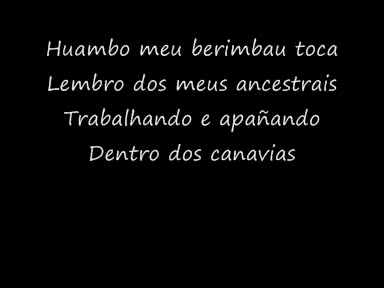 Huambo meu berimbau toca
Lembro dos meus ancestrais
Trabalhando e apañando
Dentro dos canavias